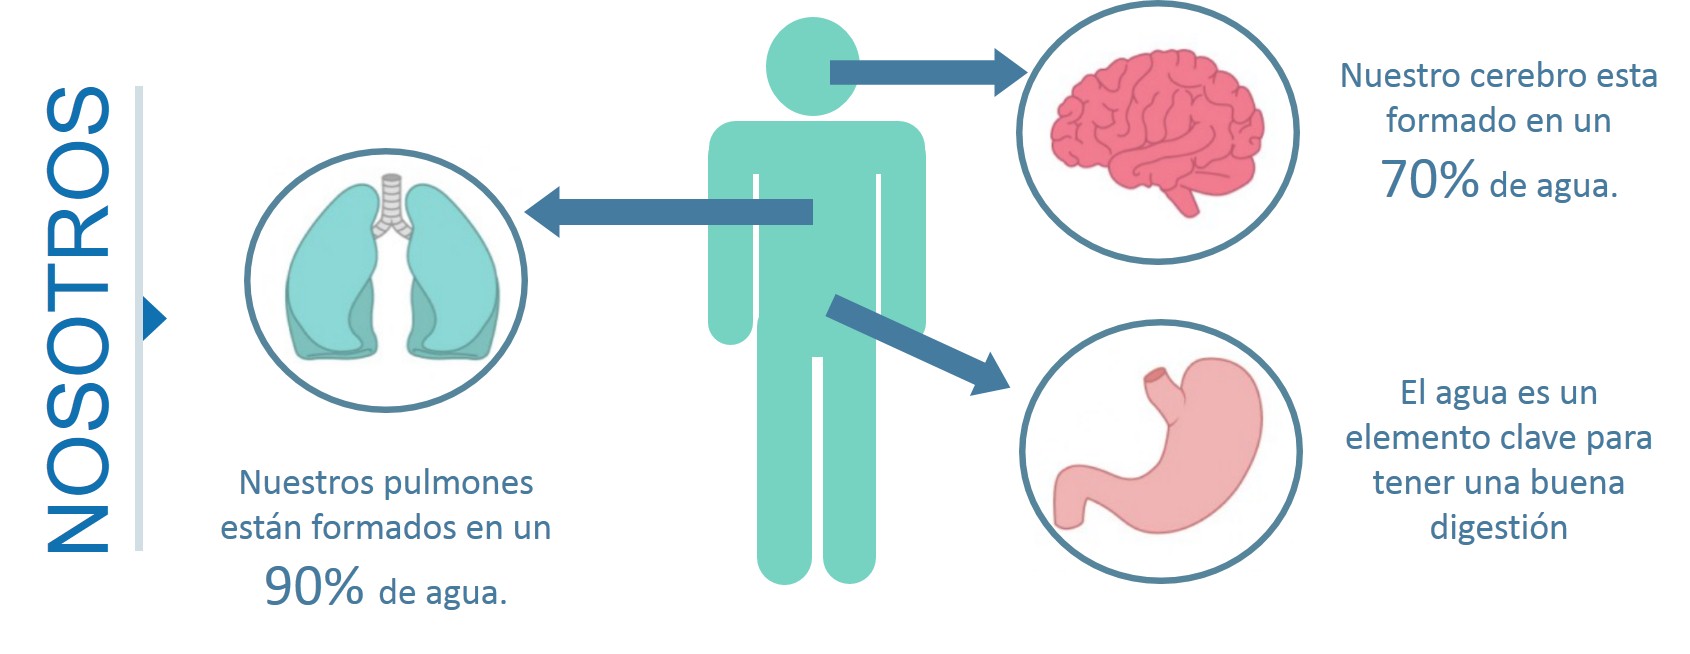 NOSOTROS
Nuestros pulmones
están formados en un
90% de agua.
Nuestro cerebro esta
formado en un
70% de agua.
El agua es un
elemento clave para
tener una buena
digestión